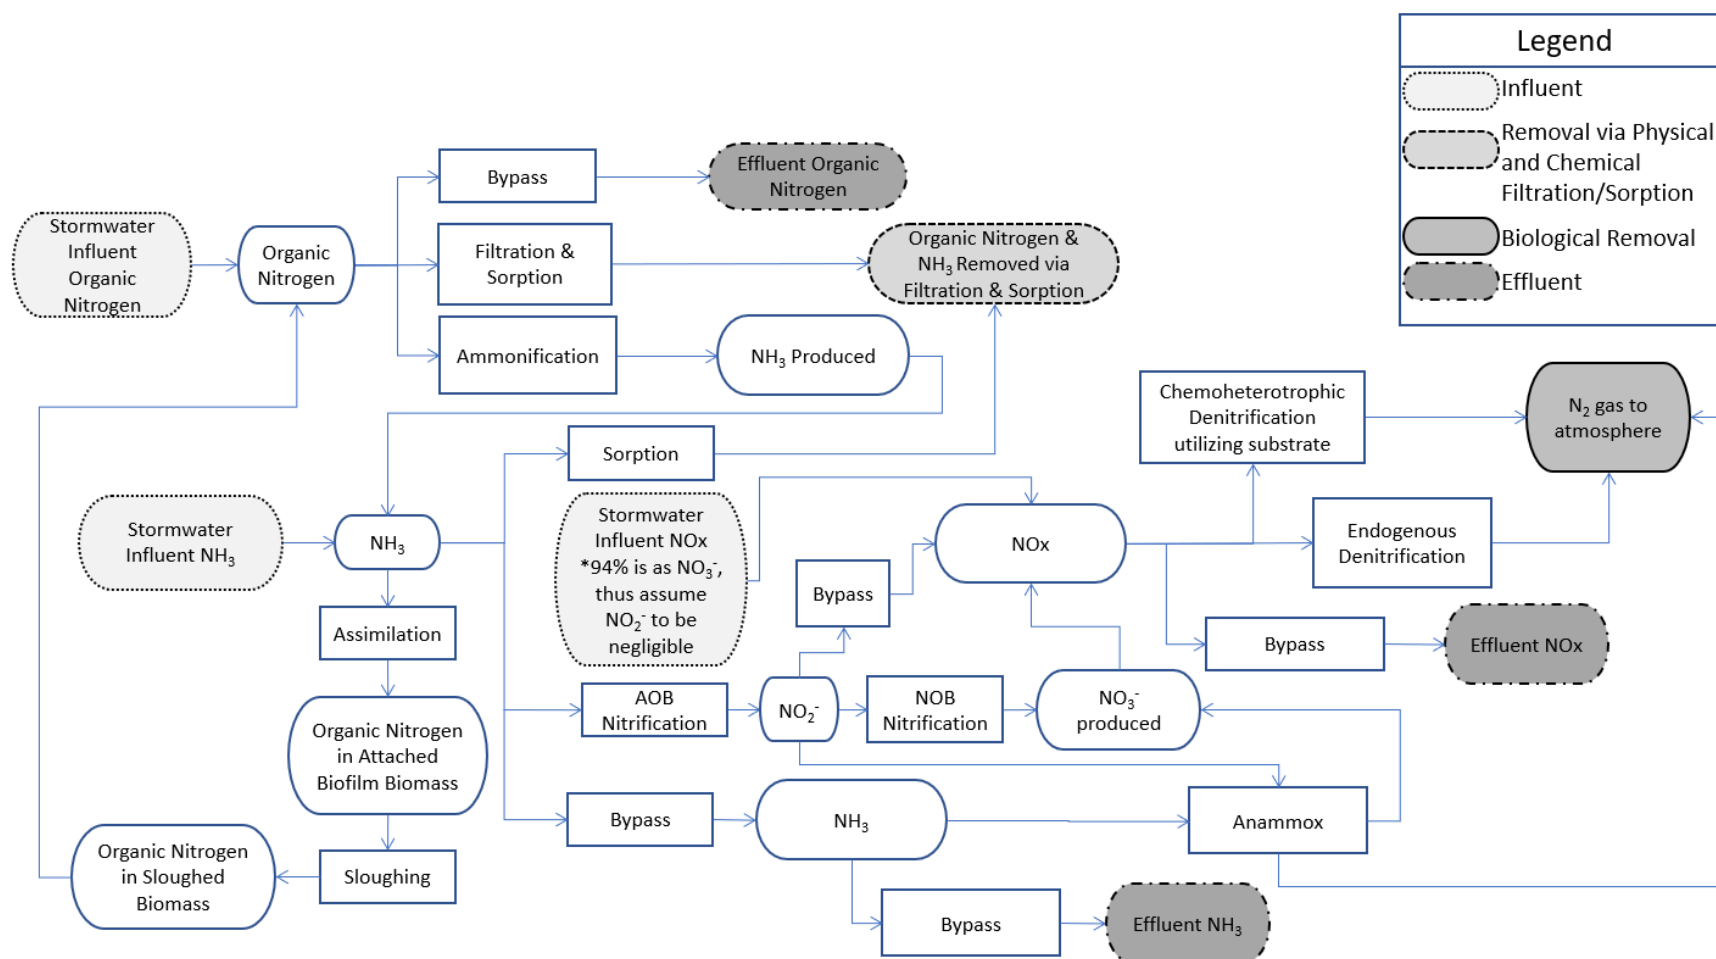 Legend
Influent
Removal via Physical
and Chemical
Filtration/Sorption
Biological Removal
Effluent
Bypass
Effluent Organic
Nitrogen
Stormwater
Influent
Organic
Nitrogen
Organic
Nitrogen
Filtration &
Sorption
Organic Nitrogen &
NH₃ Removed via
Filtration & Sorption
Ammonification
NH₃ Produced
Chemoheterotrophic
Denitrification
utilizing substrate
N₂ gas to
atmosphere
Sorption
Stormwater
Influent NH₃
NH₃
Stormwater
Influent NOx
*94% is as NO₃⁻,
thus assume
NO₂⁻ to be
negligible
NOx
Endogenous
Denitrification
Bypass
Assimilation
Bypass
Effluent NOx
AOB
Nitrification
NO₂⁻
NOB
Nitrification
NO₃⁻
produced
Organic Nitrogen
in Attached
Biofilm Biomass
Bypass
NH₃
Anammox
Organic Nitrogen
in Sloughed
Biomass
Sloughing
Bypass
Effluent NH₃